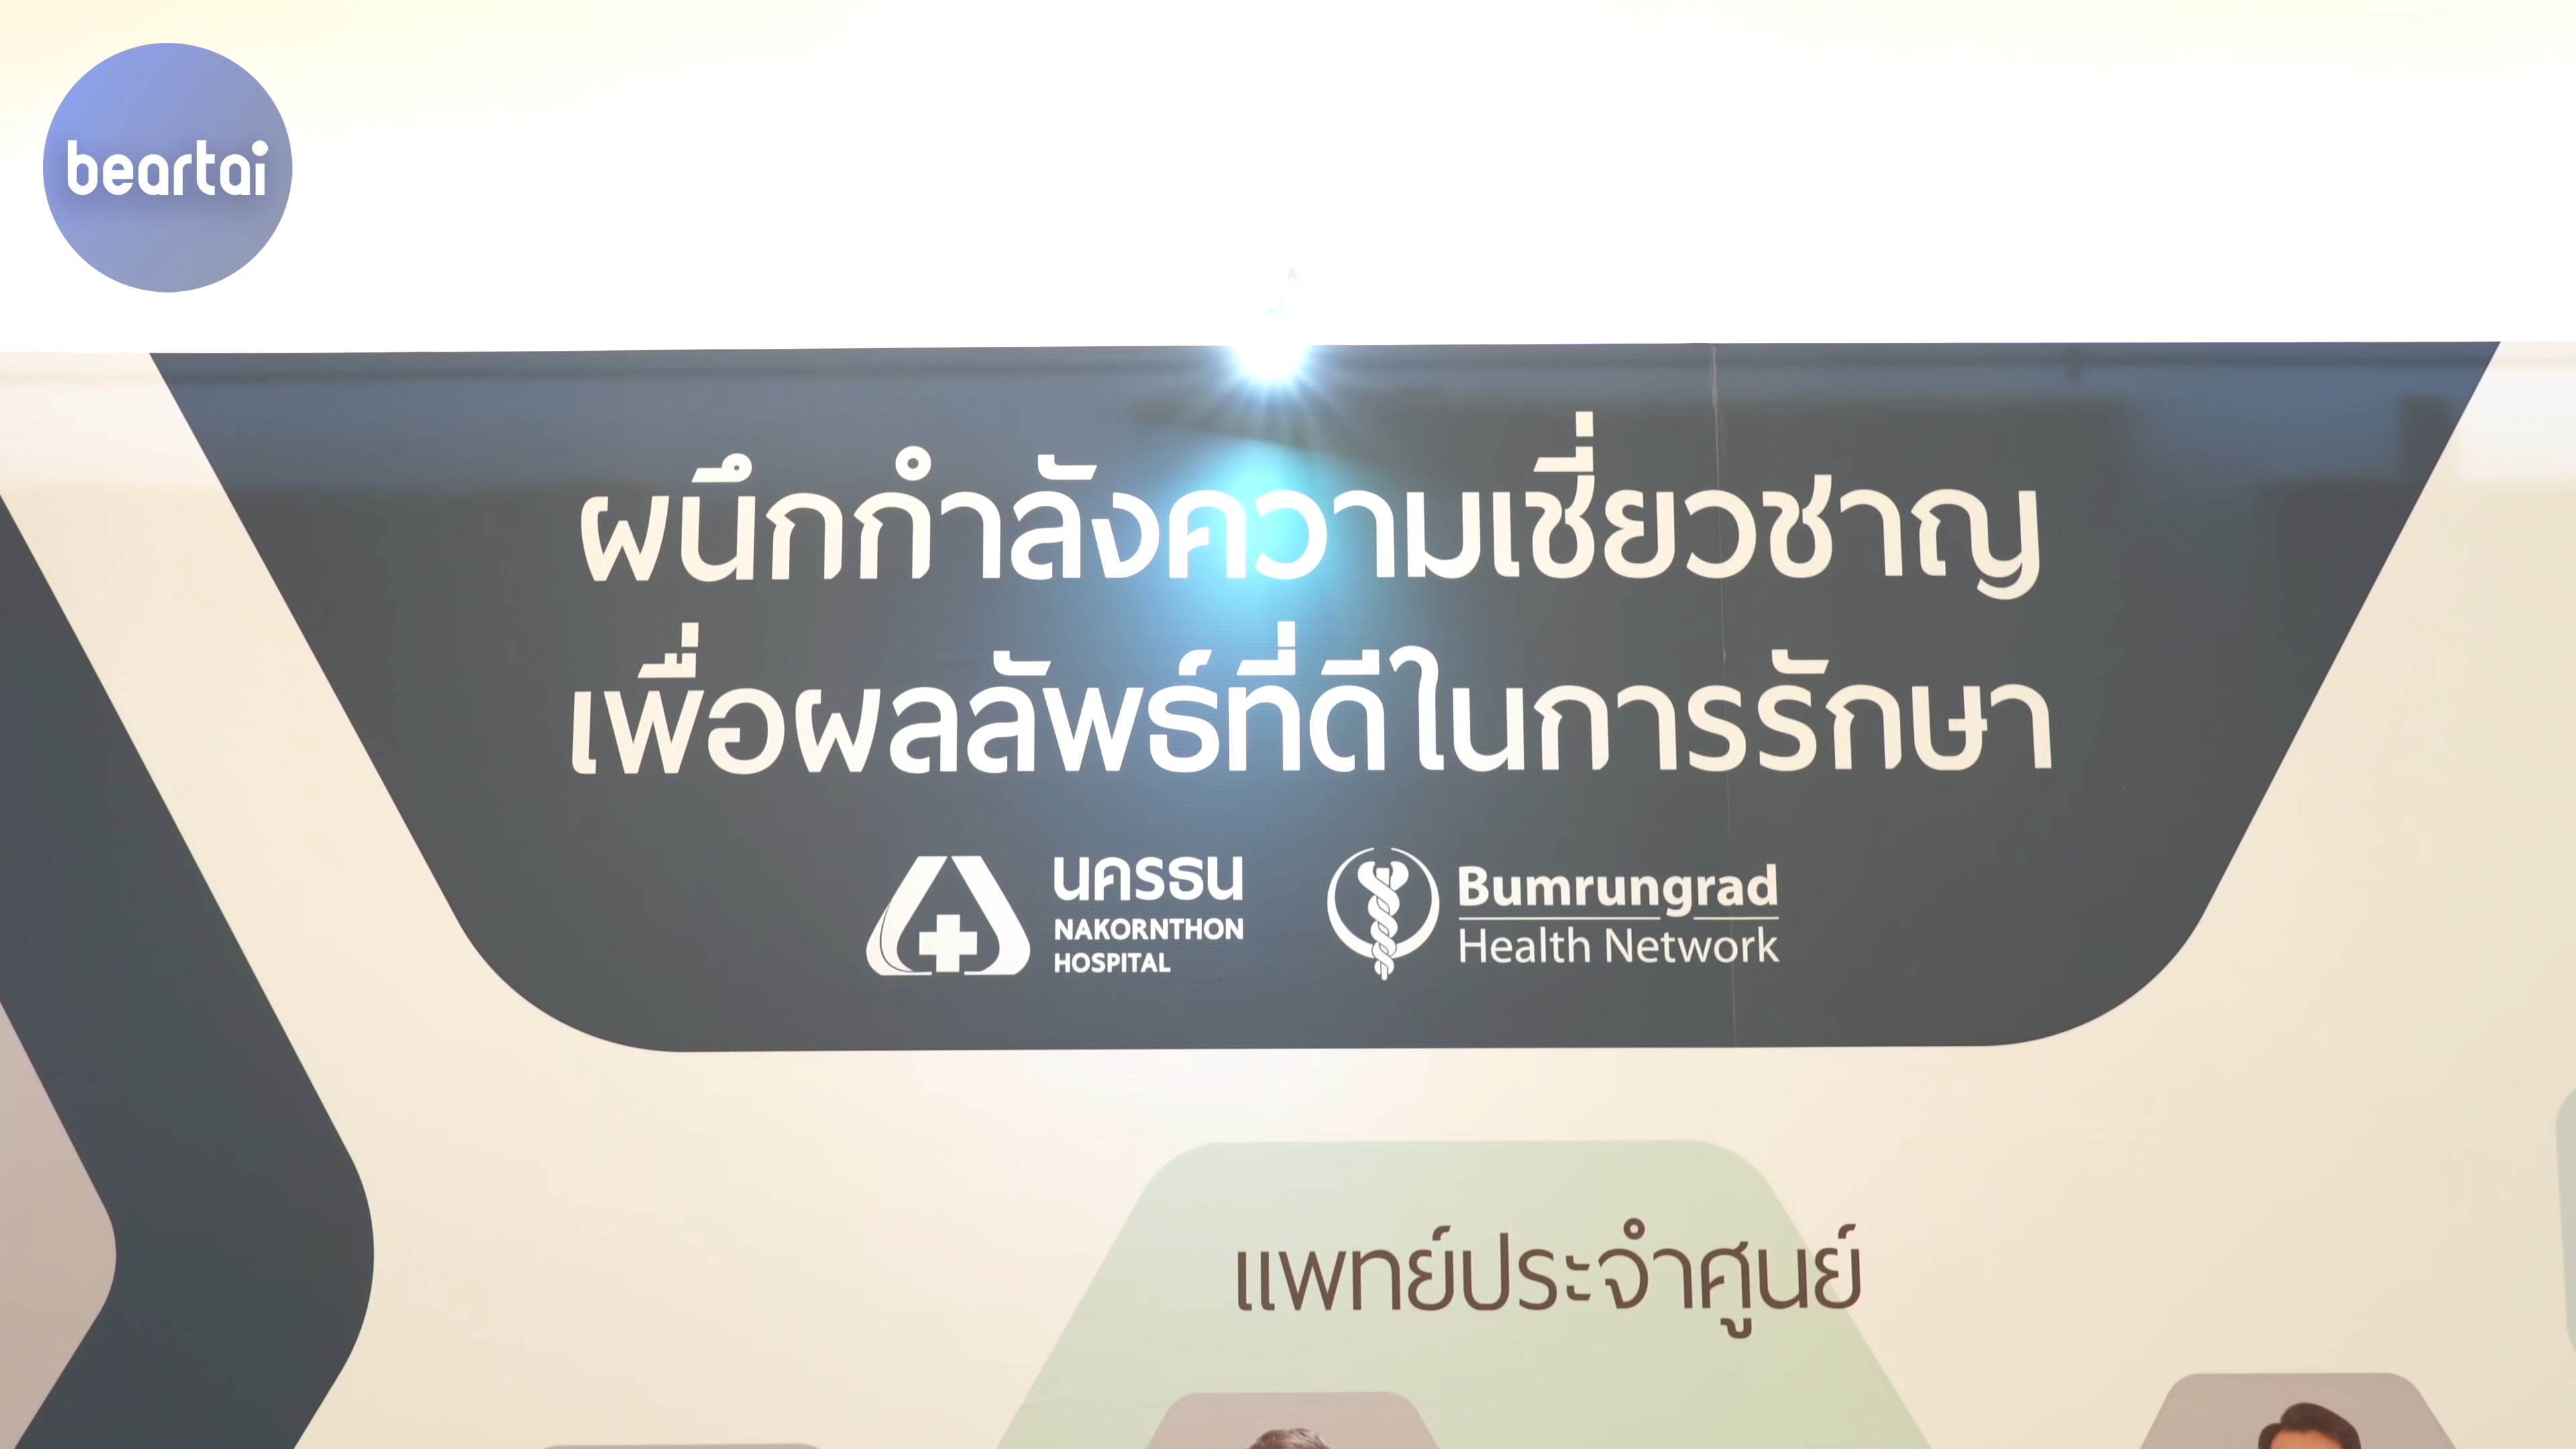 beartai
ผนึกกำลังความเชี่ยวชาญ
เพื่อผลลัพธ์ที่ดีในการรักษา
นครธน
NAKORNTHON
HOSPITAL
Bumrungrad
Health Network
แพทย์ประจำศูนย์